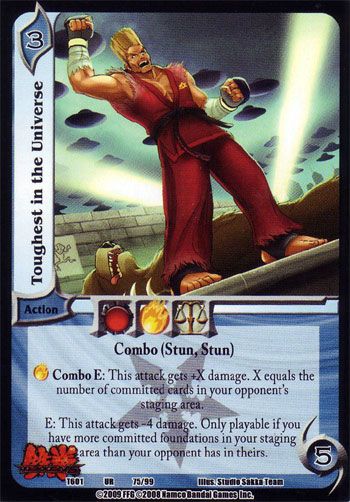 3
Toughest in the Universe
Action
Combo (Stun, Stun)
Combo E: This attack gets +X damage. X equals the
number of committed cards in your opponent's
staging area.
E: This attack gets -4 damage. Only playable if you
have more committed foundations in your staging
area than your opponent has in theirs.
5
T601 UR 75/99 Illus. Studio Sakka Team
©2009 FFG ©2008 Namco Bandai Games Inc.